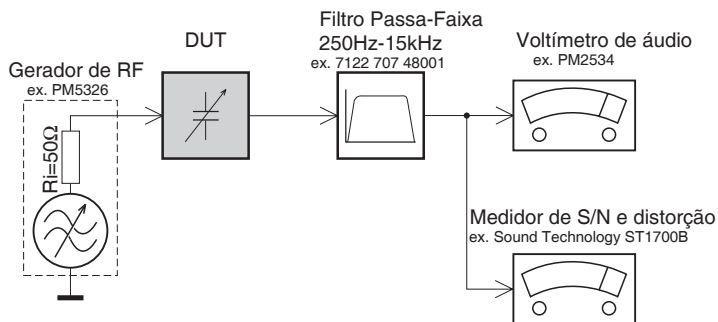 Gerador de RF
ex. PM5326
Ri=50Ω
DUT
Filtro Passa-Faixa
250Hz-15kHz
ex. 7122 707 48001
Voltímetro de áudio
ex. PM2534
Medidor de S/N e distorção
ex. Sound Technology ST1700B